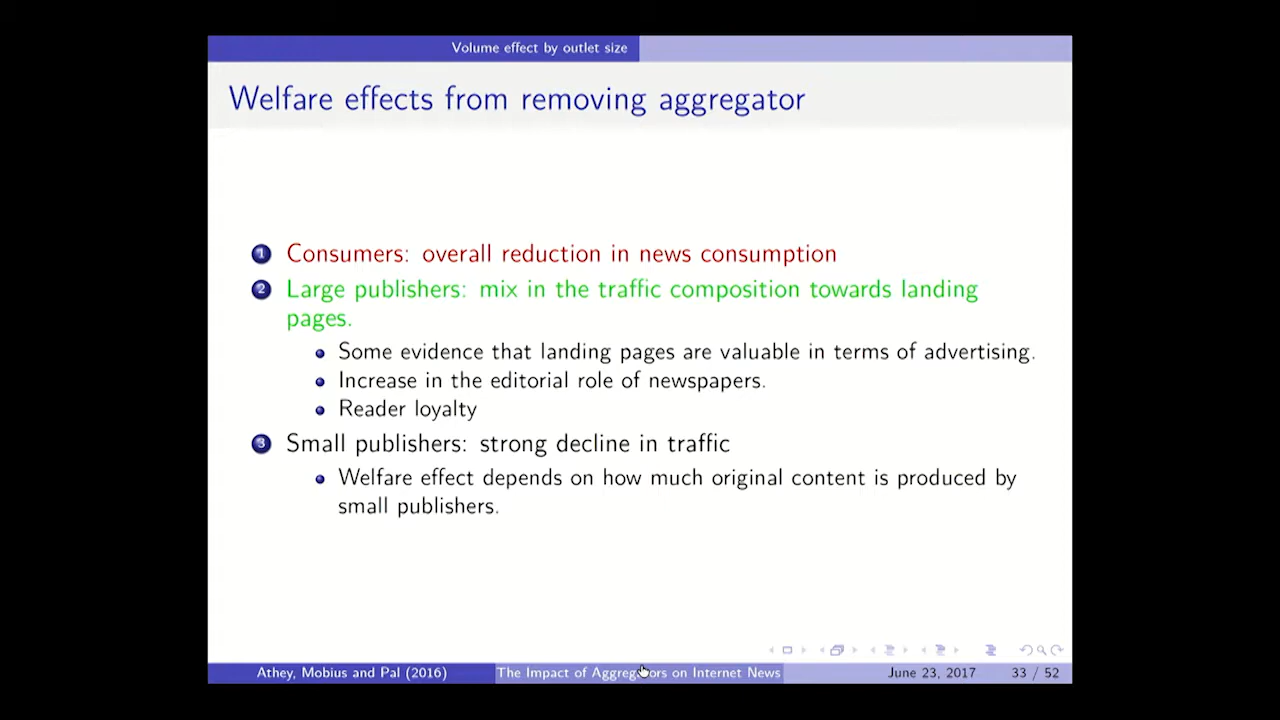 Volume effect by outlet size
Welfare effects from removing aggregator
1 Consumers: overall reduction in news consumption
2 Large publishers: mix in the traffic composition towards landing
pages.
Some evidence that landing pages are valuable in terms of advertising.
Increase in the editorial role of newspapers.
Reader loyalty
3 Small publishers: strong decline in traffic
Welfare effect depends on how much original content is produced by
small publishers.
Athey, Mobius and Pal (2016) The Impact of Aggregators on Internet News June 23, 2017 33 / 52